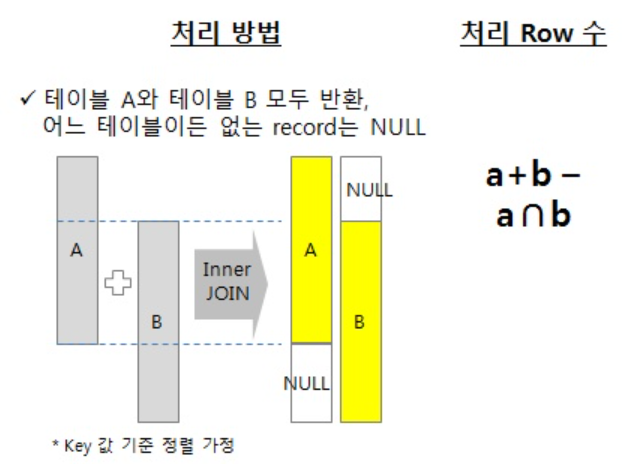 처리 방법
처리 Row 수
✓ 테이블 A와 테이블 B 모두 반환,
어느 테이블이든 없는 record는 NULL
a+b –
a∩b
NULL
A
B
Inner
JOIN
A
B
NULL
* Key 값 기준 정렬 가정